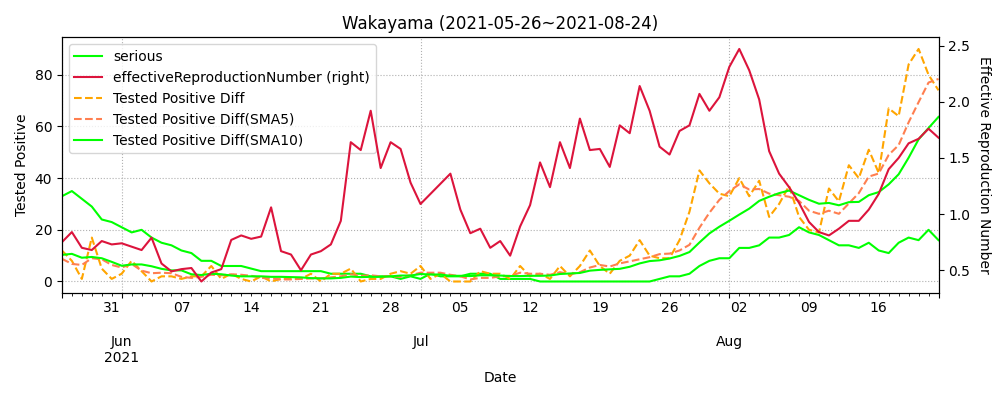 Wakayama (2021-05-26~2021-08-24)
serious
effectiveReproductionNumber (right)
Tested Positive Diff
Tested Positive Diff(SMA5)
Tested Positive Diff(SMA10)
Tested Positive
80
60
40
20
0
2.5
2.0
1.5
1.0
0.5
Effective Reproduction Number
31 07 14 21 28 05 12 19 26 02 09 16
Jun Jul Aug
2021
Date